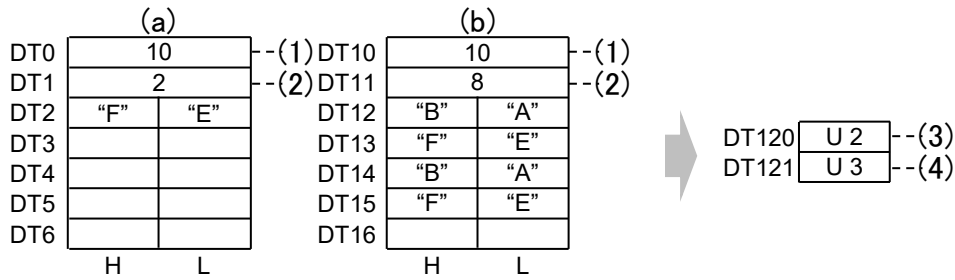 (a) (b)
DT0 10 (1) DT10 10 (1)
DT1 2 (2) DT11 8 (2)
DT2 “F” “E” DT12 “B” “A”
DT3 DT13 “F” “E” DT120 U 2 (3)
DT4 DT14 “B” “A” DT121 U 3 (4)
DT5 DT15 “F” “E”
DT6 DT16
H L H L